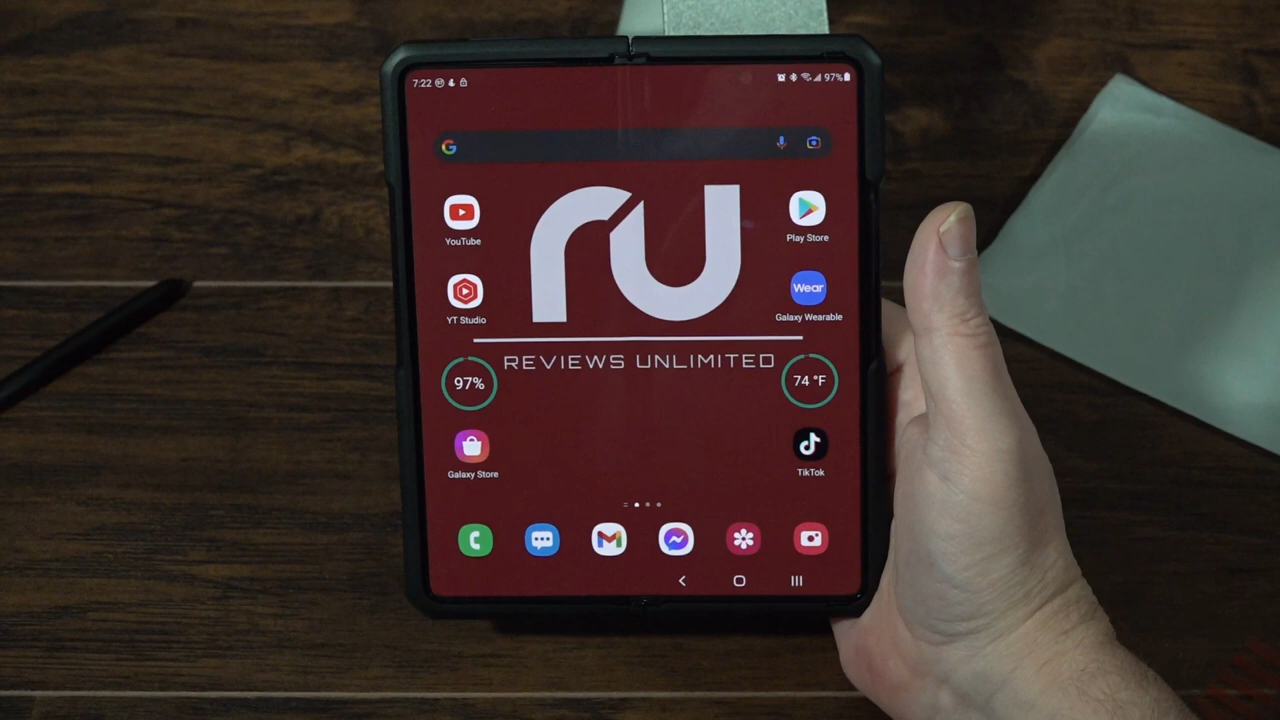 7:22
97%
ru
YouTube
Play Store
YT Studio
Wear
Galaxy Wearable
REVIEWS UNLIMITED
97%
74 °F
Galaxy Store
TikTok